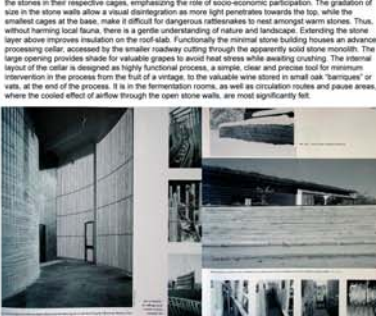 the stones in their respective cages, emphasizing the role of socio-economic participation. The gradation of
size in the stone walls allow a visual disintegration as more light penetrates towards the top, while the
smallest cages at the base, make it difficult for dangerous rattlesnakes to nest amongst warm stones. Thus,
without harming local fauna, there is a gentle understanding of nature and landscape. Extending the stone
layer above improves insulation on the roof-slab. Functionally the minimal stone building houses an advance
processing cellar, accessed by the smaller roadway cutting through the apparently solid stone monolith. The
large opening provides shade for valuable grapes to avoid heat stress while awaiting crushing. The internal
layout of the cellar is designed as highly functional process, a simple, clear and precise tool for minimum
intervention in the process from the fruit of a vintage, to the valuable wine stored in small oak “barriques” or
vats, at the end of the process. It is in the fermentation rooms, as well as circulation routes and pause areas,
where the cooled effect of airflow through the open stone walls, are most significantly felt.